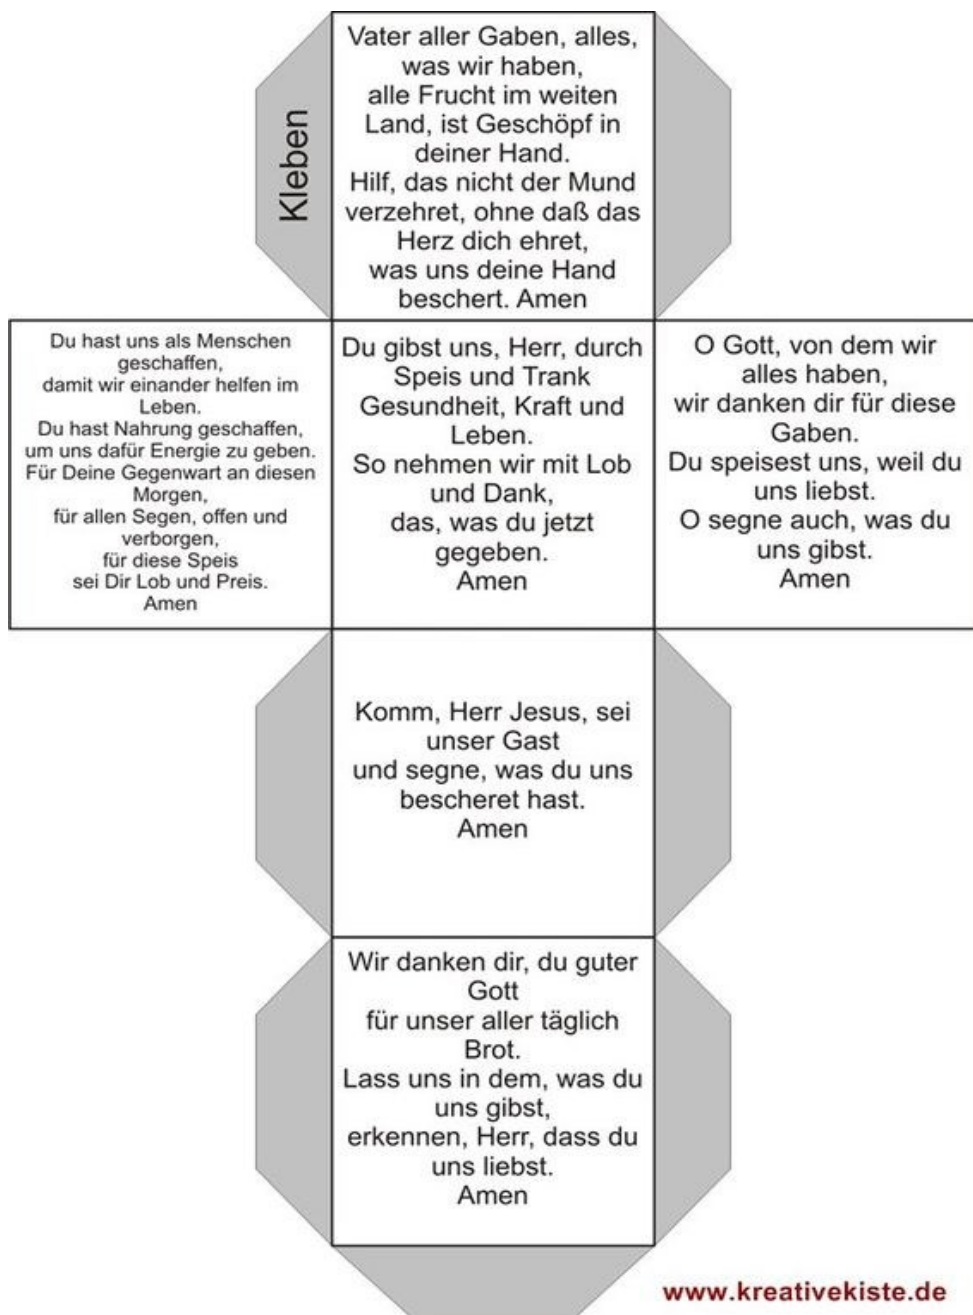 Kleben
Vater aller Gaben, alles,
was wir haben,
alle Frucht im weiten
Land, ist Geschöpf in
deiner Hand.
Hilf, das nicht der Mund
verzehret, ohne daß das
Herz dich ehret,
was uns deine Hand
beschert. Amen
Du hast uns als Menschen
geschaffen,
damit wir einander helfen im
Leben.
Du hast Nahrung geschaffen,
um uns dafür Energie zu geben.
Für Deine Gegenwart an diesen
Morgen,
für allen Segen, offen und
verborgen,
für diese Speis
sei Dir Lob und Preis.
Amen
Du gibst uns, Herr, durch
Speis und Trank
Gesundheit, Kraft und
Leben.
So nehmen wir mit Lob
und Dank,
das, was du jetzt
gegeben.
Amen
O Gott, von dem wir
alles haben,
wir danken dir für diese
Gaben.
Du speisest uns, weil du
uns liebst.
O segne auch, was du
uns gibst.
Amen
Komm, Herr Jesus, sei
unser Gast
und segne, was du uns
bescheret hast.
Amen
Wir danken dir, du guter
Gott
für unser aller täglich
Brot.
Lass uns in dem, was du
uns gibst,
erkennen, Herr, dass du
uns liebst.
Amen
www.kreativekiste.de